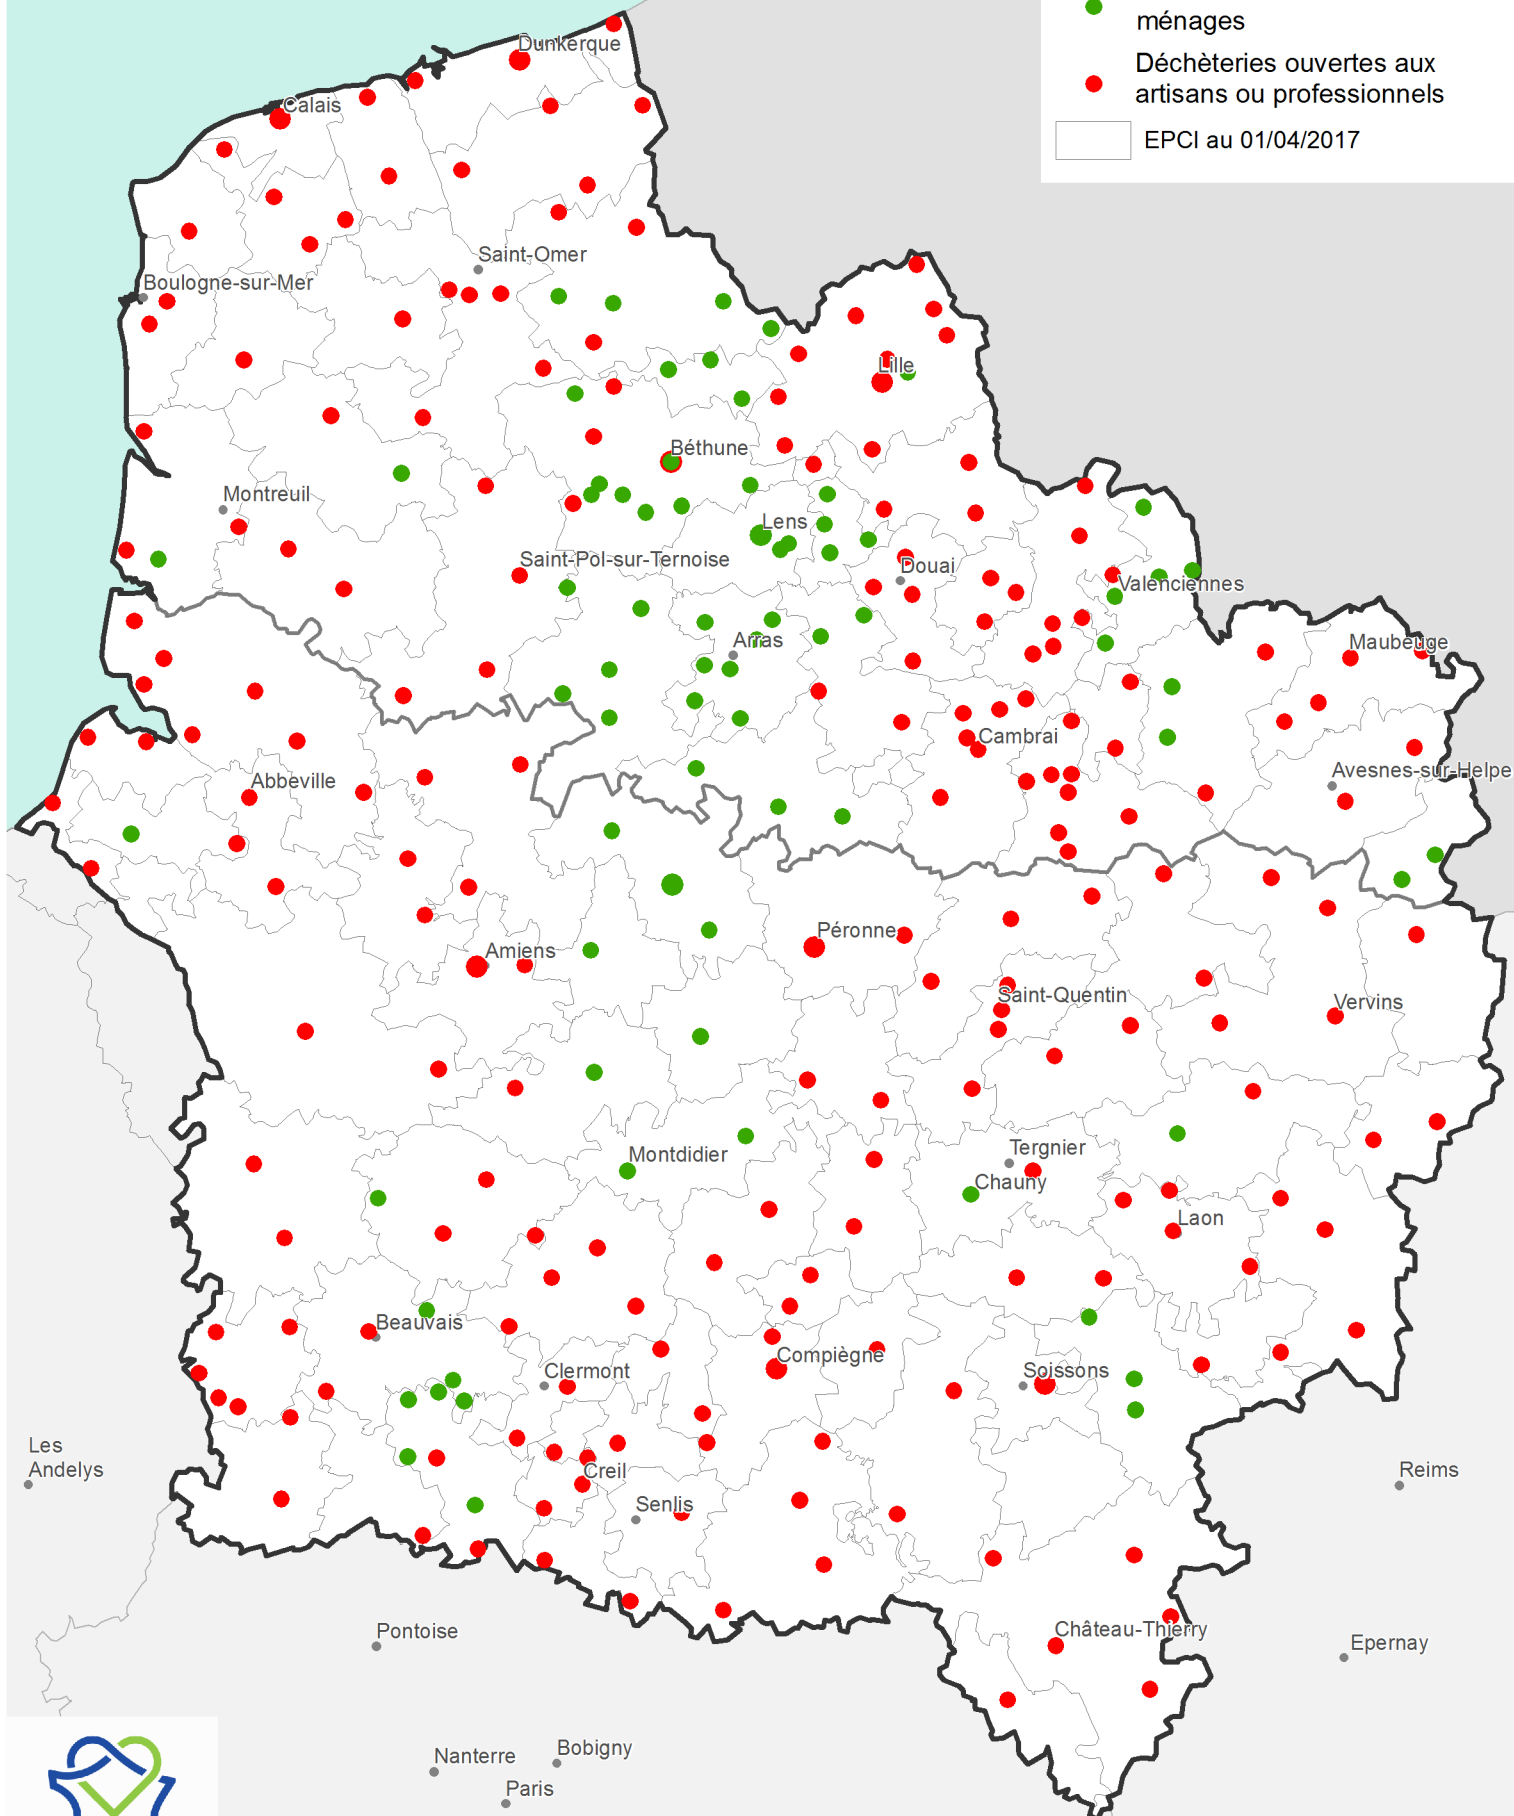 ménages
Déchèteries ouvertes aux
artisans ou professionnels
EPCI au 01/04/2017
Dunkerque
Calais
Saint-Omer
Boulogne-sur-Mer
Lille
Béthune
Montreuil
Lens
Saint-Pol-sur-Ternoise
Douai
Valenciennes
Arras
Maubeuge
Cambrai
Avesnes-sur-Helpe
Abbeville
Péronne
Amiens
Saint-Quentin
Vervins
Tergnier
Montdidier
Chauny
Laon
Beauvais
Compiègne
Clermont
Soissons
Les
Andelys
Creil
Reims
Senlis
Château-Thierry
Pontoise
Epernay
Bobigny
Nanterre
Paris